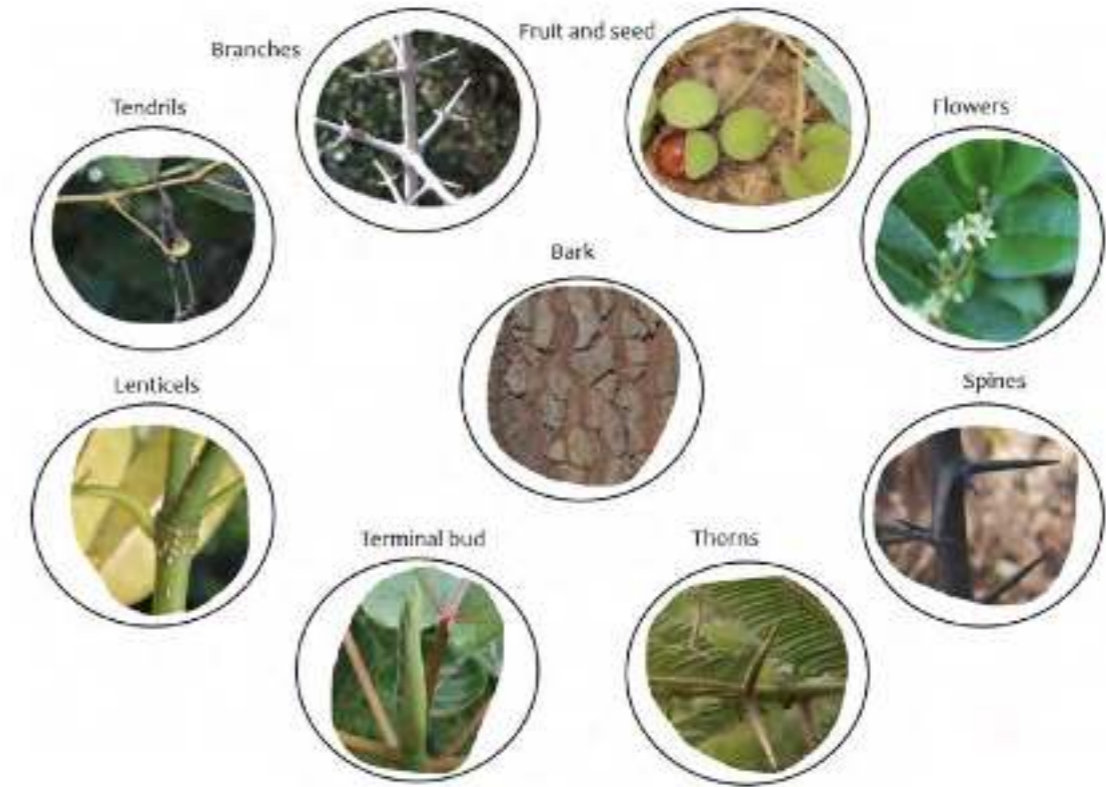 Branches
Fruit and seed
Tendrils
Flowers
Bark
Lenticels
Spines
Terminal bud
Thorns